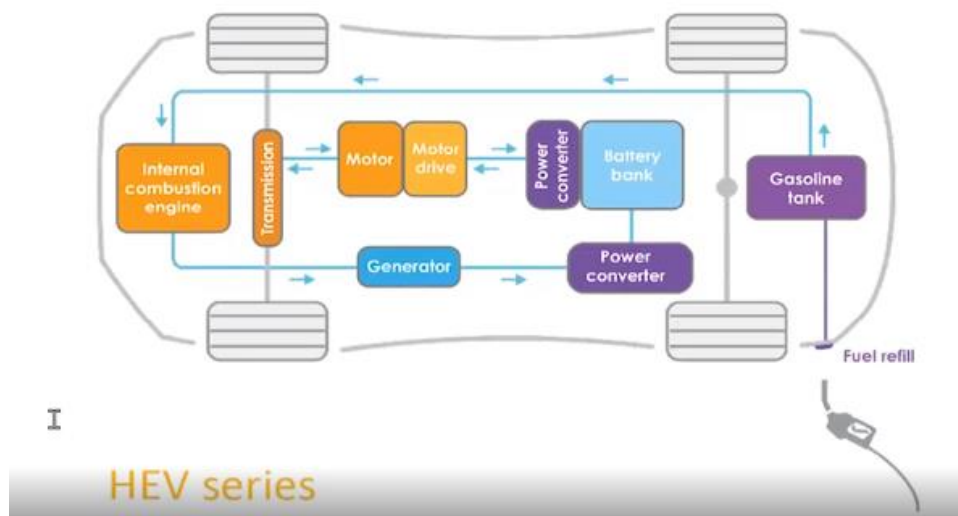 Internal
combustion
engine
Transmission
Motor
Motor
drive
Power
converter
Battery
bank
Gasoline
tank
Generator
Power
converter
Fuel refill
HEV series